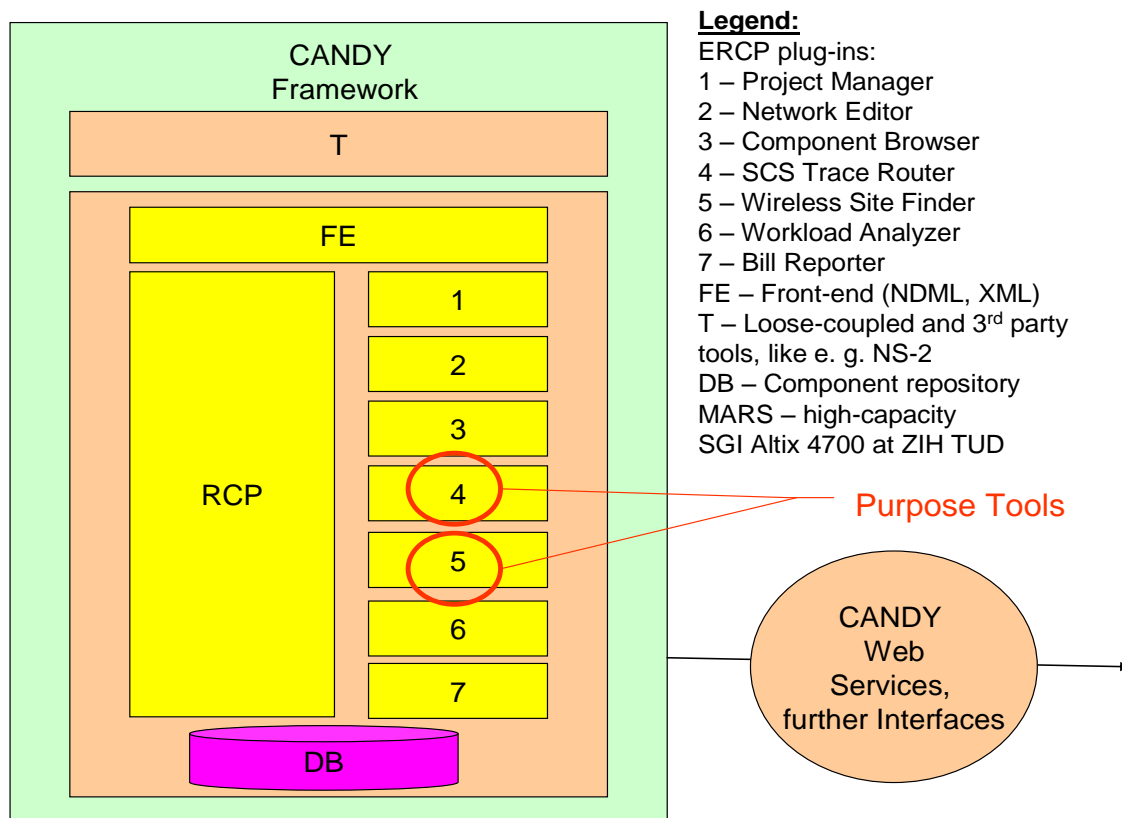 CANDY
Framework
T
FE
RCP
1
2
3
4
5
6
7
DB
Legend:
ERCP plug-ins:
1 – Project Manager
2 – Network Editor
3 – Component Browser
4 – SCS Trace Router
5 – Wireless Site Finder
6 – Workload Analyzer
7 – Bill Reporter
FE – Front-end (NDML, XML)
T – Loose-coupled and 3rd party
tools, like e. g. NS-2
DB – Component repository
MARS – high-capacity
SGI Altix 4700 at ZIH TUD
Purpose Tools
CANDY
Web
Services,
further Interfaces